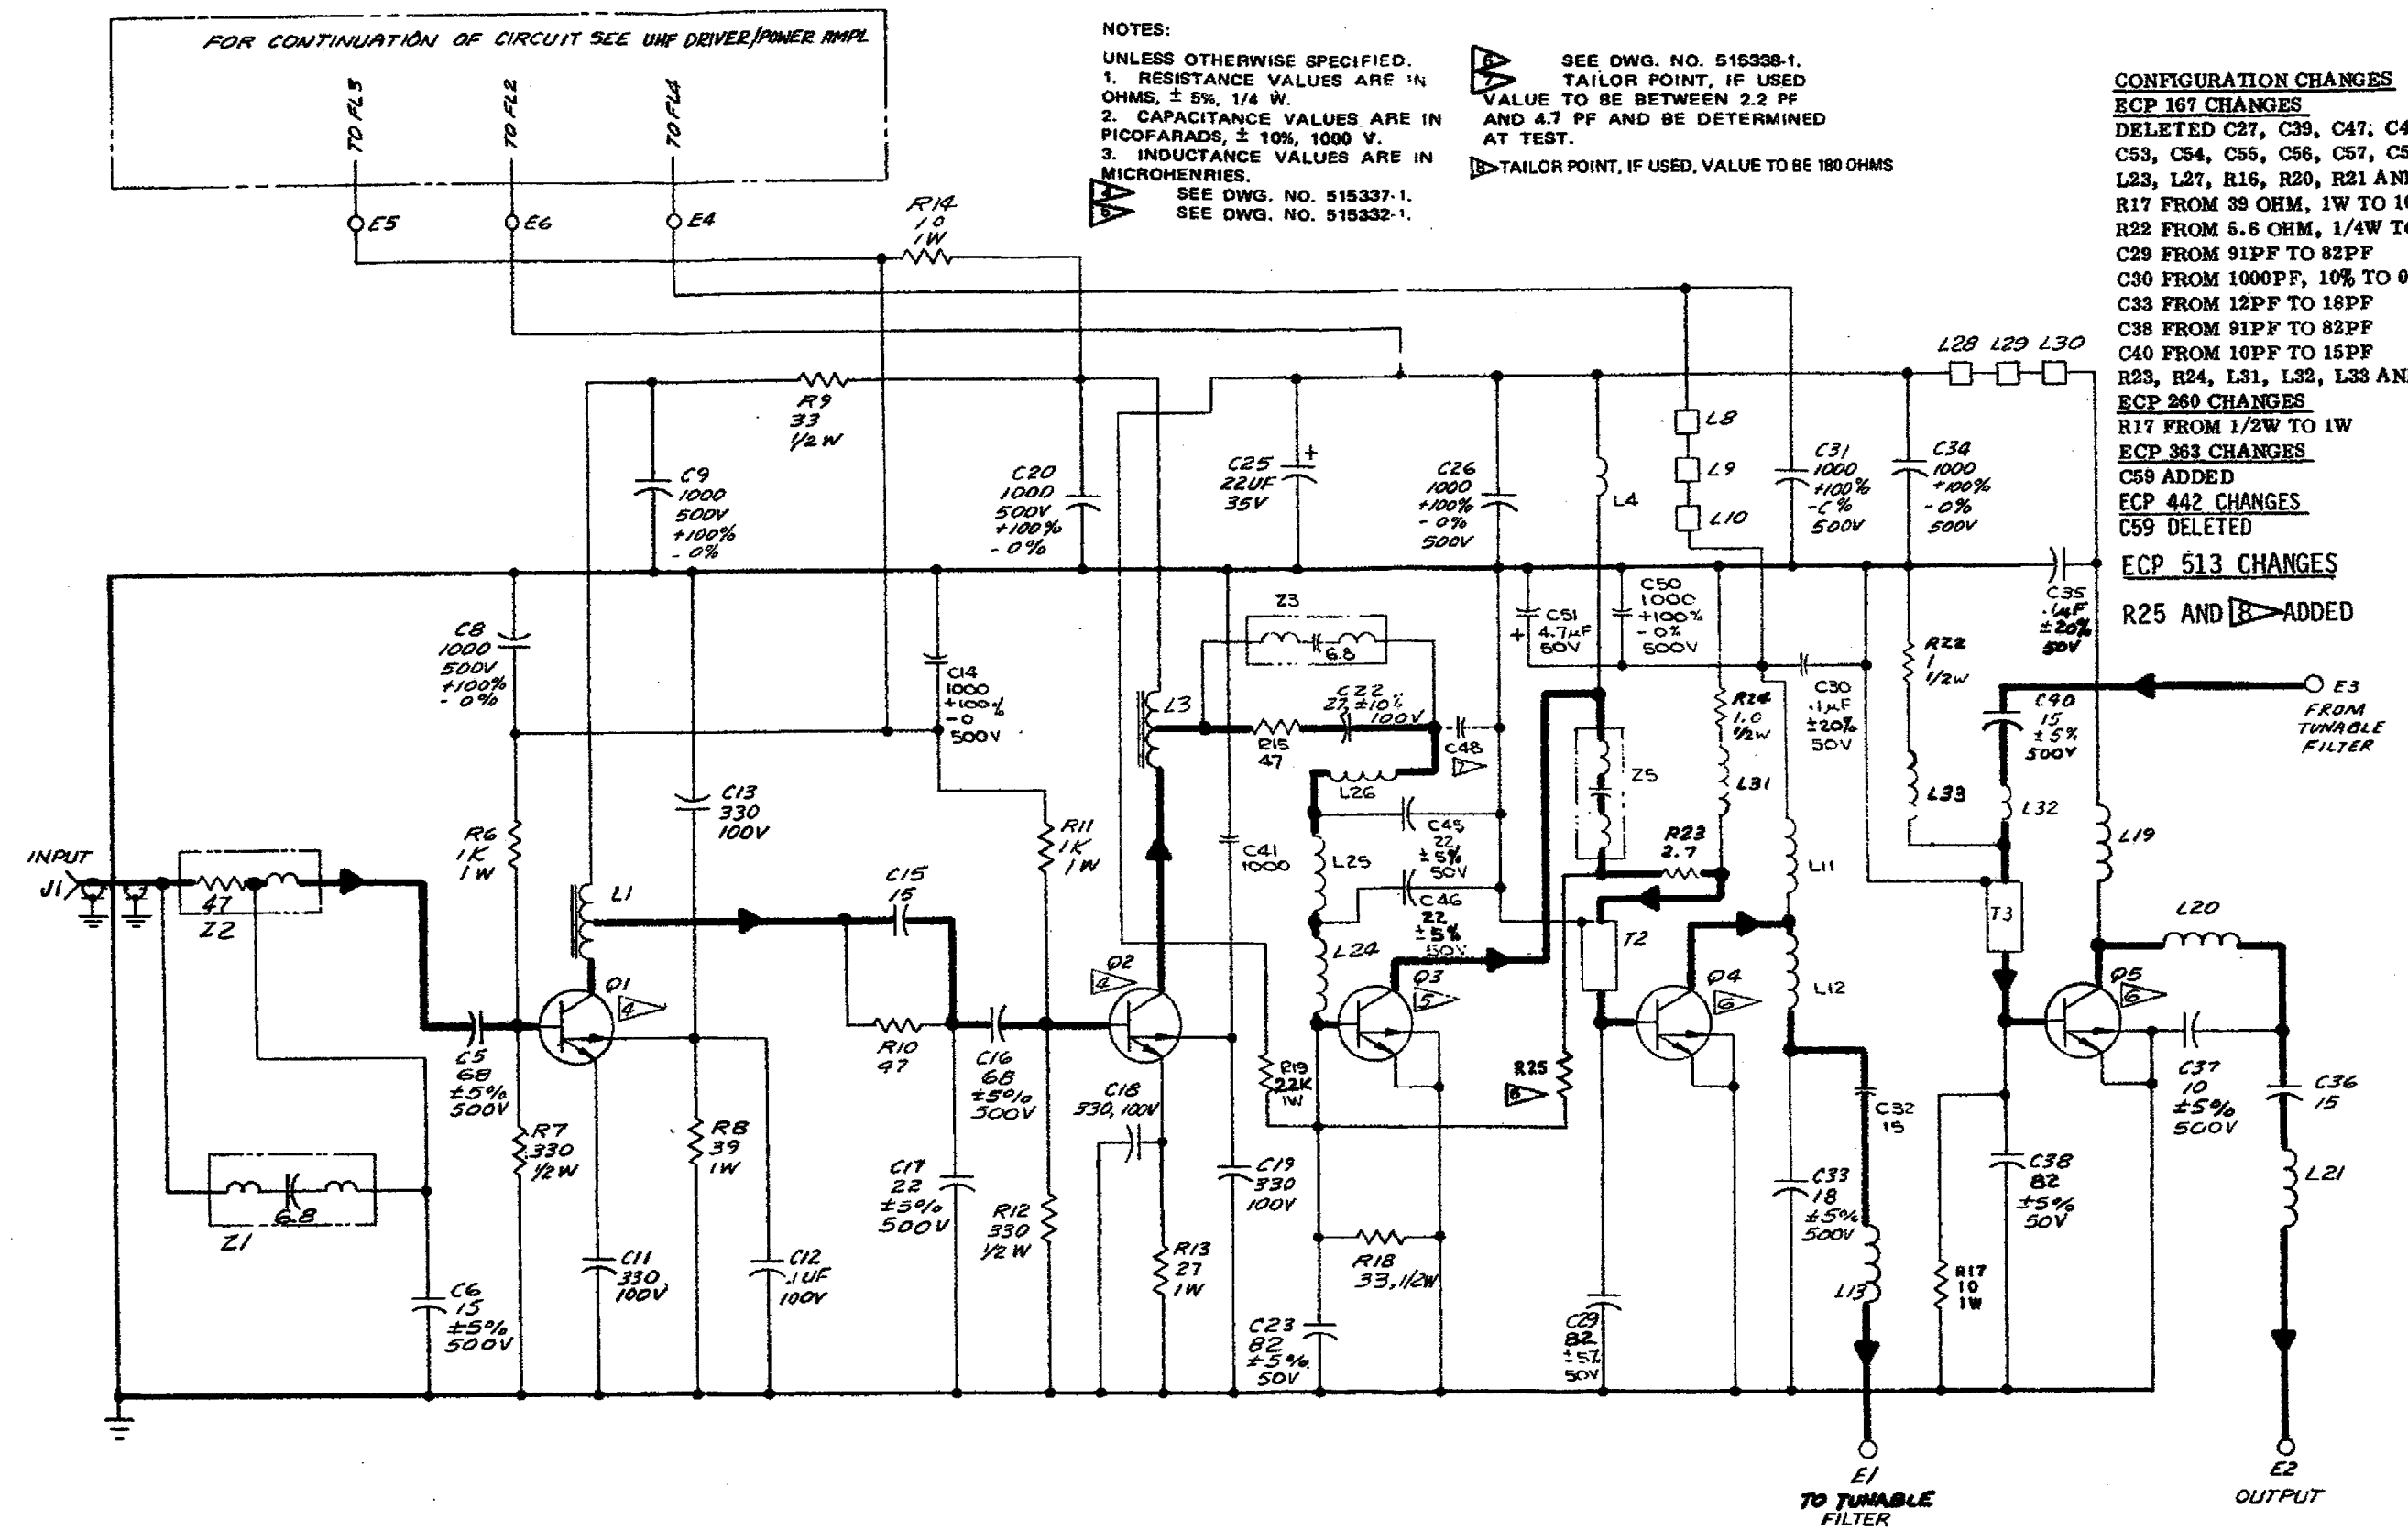 FOR CONTINUATION OF CIRCUIT SEE UHF DRIVER/POWER AMPL
TO FL3
TO FL2
TO FL4
E5
E6
E4
NOTES:
UNLESS OTHERWISE SPECIFIED.
1. RESISTANCE VALUES ARE IN
OHMS, ± 5%, 1/4 W.
2. CAPACITANCE VALUES ARE IN
PICOFARADS, ± 10%, 1000 V.
3. INDUCTANCE VALUES ARE IN
MICROHENRIES.
4 SEE DWG. NO. 515337-1.
5 SEE DWG. NO. 515332-1.
6 SEE DWG. NO. 515338-1.
7 TAILOR POINT, IF USED
VALUE TO BE BETWEEN 2.2 PF
AND 4.7 PF AND BE DETERMINED
AT TEST.
8 TAILOR POINT, IF USED, VALUE TO BE 180 OHMS
CONFIGURATION CHANGES
ECP 167 CHANGES
DELETED C27, C39, C47, C4
C53, C54, C55, C56, C57, C5
L23, L27, R16, R20, R21 AN
R17 FROM 39 OHM, 1W TO 1
R22 FROM 5.6 OHM, 1/4W T
C29 FROM 91PF TO 82PF
C30 FROM 1000PF, 10% TO 0
C33 FROM 12PF TO 18PF
C38 FROM 91PF TO 82PF
C40 FROM 10PF TO 15PF
R23, R24, L31, L32, L33 AN
ECP 260 CHANGES
R17 FROM 1/2W TO 1W
ECP 363 CHANGES
C59 ADDED
ECP 442 CHANGES
C59 DELETED
ECP 513 CHANGES
R25 AND 8 ADDED
R14
10
1W
R9
33
1/2 W
C9
1000
500V
+100%
- 0%
C20
1000
500V
+100%
- 0%
C25
22UF
35V
+
C26
1000
+100%
- 0%
500V
L4
L8
L9
L10
C31
1000
+100%
500V
C34
1000
+100%
- 0%
500V
L28 L29 L30
C35
.1µF
±20%
50V
C8
1000
500V
+100%
- 0%
C14
1000
+100%
-0
500V
Z3
6.8
L3
R15
47
C22
27, ±10%
100V
C48
7
C51
+ 4.7µF
50V
C50
1000
+100%
- 0%
500V
R24
1.0
1/2W
C30
.1µF
±20%
50V
R22
1
1/2W
C40
15
±5%
500V
E3
FROM
TUNABLE
FILTER
Z5
L31
L33
L32
L19
R6
1K
1W
C13
330
100V
R11
1K
1W
C41
1000
L26
C45
22
±5%
50V
L25
C46
22
±5%
50V
R23
2.7
L11
INPUT
J1
47
Z2
L1
C15
15
L24
T2
T3
L20
Q1
4
Q2
4
Q3
5
Q4
6
L12
Q5
6
C5
68
±5%
500V
R10
47
C16
68
±5%
500V
C18
330, 100V
R19
22K
1W
R25
8
C32
15
C37
10
±5%
500V
C36
15
R7
330
1/2W
R8
39
1W
C17
22
±5%
500V
R12
330
1/2 W
C19
330
100V
C33
18
±5%
500V
C38
82
±5%
50V
L21
6.8
Z1
C6
15
±5%
500V
C11
330
100V
C12
.1UF
100V
R13
27
1W
R18
33, 1/2W
C23
82
±5%
50V
C29
82
±5%
50V
L13
R17
10
1W
E1
TO TUNABLE
FILTER
E2
OUTPUT